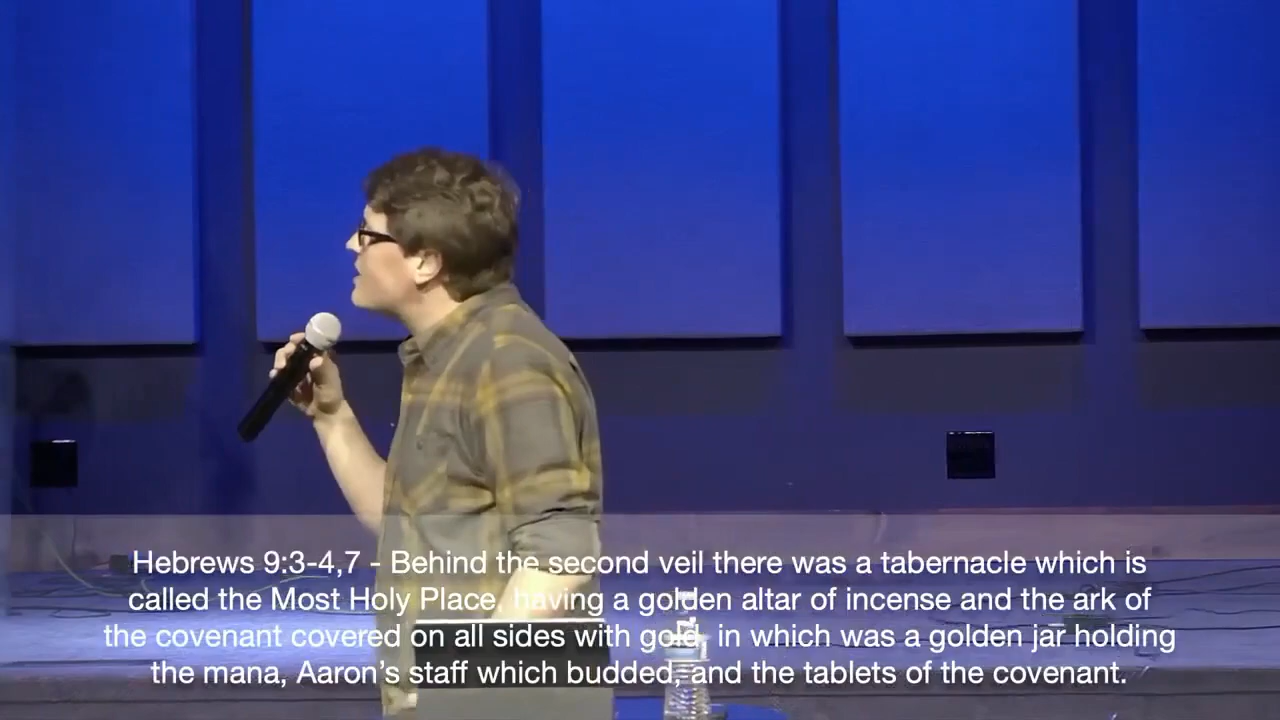 Hebrews 9:3-4,7 - Behind the second veil there was a tabernacle which is
called the Most Holy Place, having a golden altar of incense and the ark of
the covenant covered on all sides with gold, in which was a golden jar holding
the mana, Aaron’s staff which budded, and the tablets of the covenant.